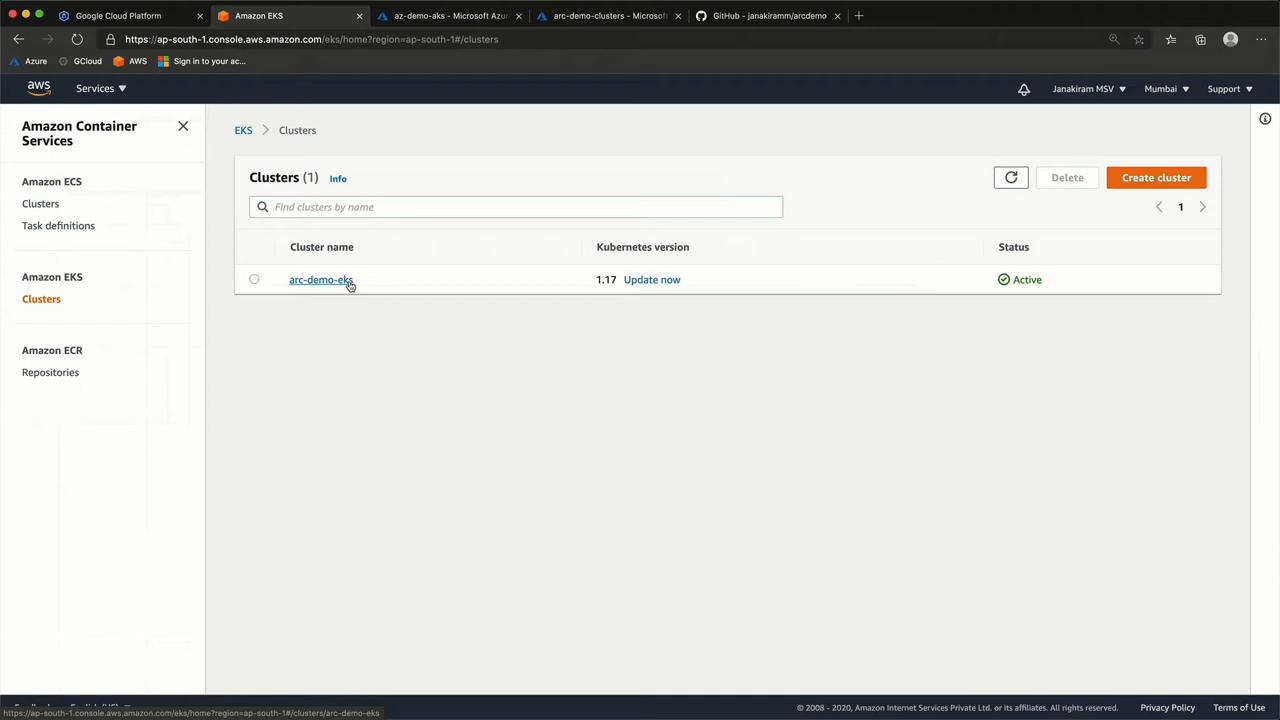 Google Cloud Platform
Amazon EKS
az-demo-aks - Microsoft Azu
arc-demo-clusters - Microsof
GitHub - janakiramm/arcdemo
https://ap-south-1.console.aws.amazon.com/eks/home?region=ap-south-1#/clusters
Azure
GCloud
AWS
Sign in to your ac...
aws
Services
Janakiram MSV
Mumbai
Support
Amazon Container
Services
Amazon ECS
Clusters
Task definitions
Amazon EKS
Clusters
Amazon ECR
Repositories
EKS
Clusters
Clusters (1)
Info
Delete
Create cluster
Find clusters by name
1
Cluster name
Kubernetes version
Status
arc-demo-eks
1.17
Update now
Active
https://ap-south-1.console.aws.amazon.com/eks/home?region=ap-south-1#/clusters/arc-demo-eks
© 2008 - 2020, Amazon Internet Services Private Ltd. or its affiliates. All rights reserved.
Privacy Policy
Terms of Use